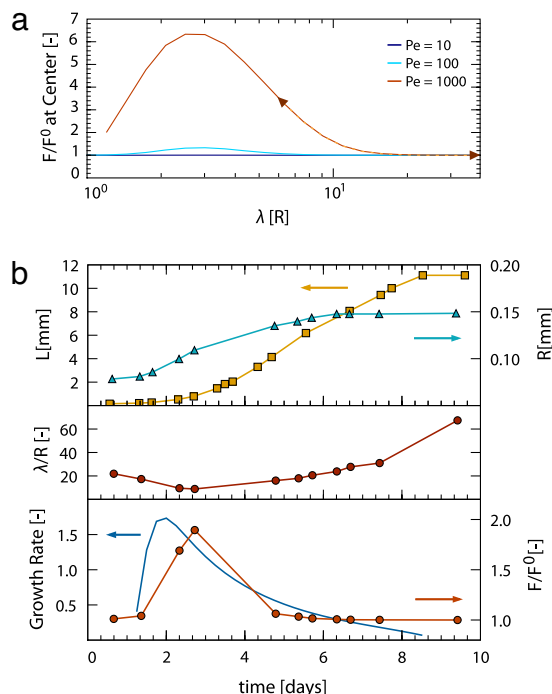 a
F/F⁰ at Center
7
6
5
4
3
2
1
0
Pe = 10
Pe = 100
Pe = 1000
10⁰
10¹
λ [R]
b
L[mm]
12
10
8
6
4
2
0.20
0.15
0.10
R[mm]
λ/R [-]
60
40
20
Growth Rate [-]
1.5
1.0
0.5
2.0
1.5
1.0
F/F⁰[-]
0 2 4 6 8 10
time [days]